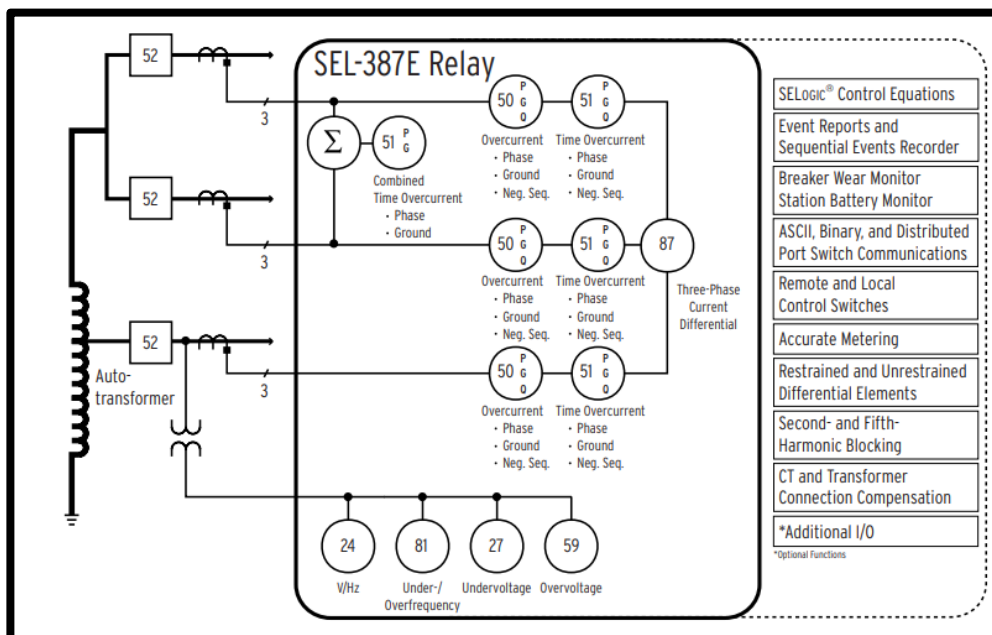 SEL-387E Relay
52
3
50 P G Q
Overcurrent
· Phase
· Ground
· Neg. Seq.
51 P G Q
Time Overcurrent
· Phase
· Ground
· Neg. Seq.
Σ
51 P G
Combined
Time Overcurrent
· Phase
· Ground
52
3
50 P G Q
Overcurrent
· Phase
· Ground
· Neg. Seq.
51 P G Q
Time Overcurrent
· Phase
· Ground
· Neg. Seq.
87
Three-Phase
Current
Differential
52
3
Auto-
transformer
50 P G Q
Overcurrent
· Phase
· Ground
· Neg. Seq.
51 P G Q
Time Overcurrent
· Phase
· Ground
· Neg. Seq.
24
V/Hz
81
Under-/
Overfrequency
27
Undervoltage
59
Overvoltage
SELOGIC® Control Equations
Event Reports and
Sequential Events Recorder
Breaker Wear Monitor
Station Battery Monitor
ASCII, Binary, and Distributed
Port Switch Communications
Remote and Local
Control Switches
Accurate Metering
Restrained and Unrestrained
Differential Elements
Second- and Fifth-
Harmonic Blocking
CT and Transformer
Connection Compensation
*Additional I/O
*Optional Functions